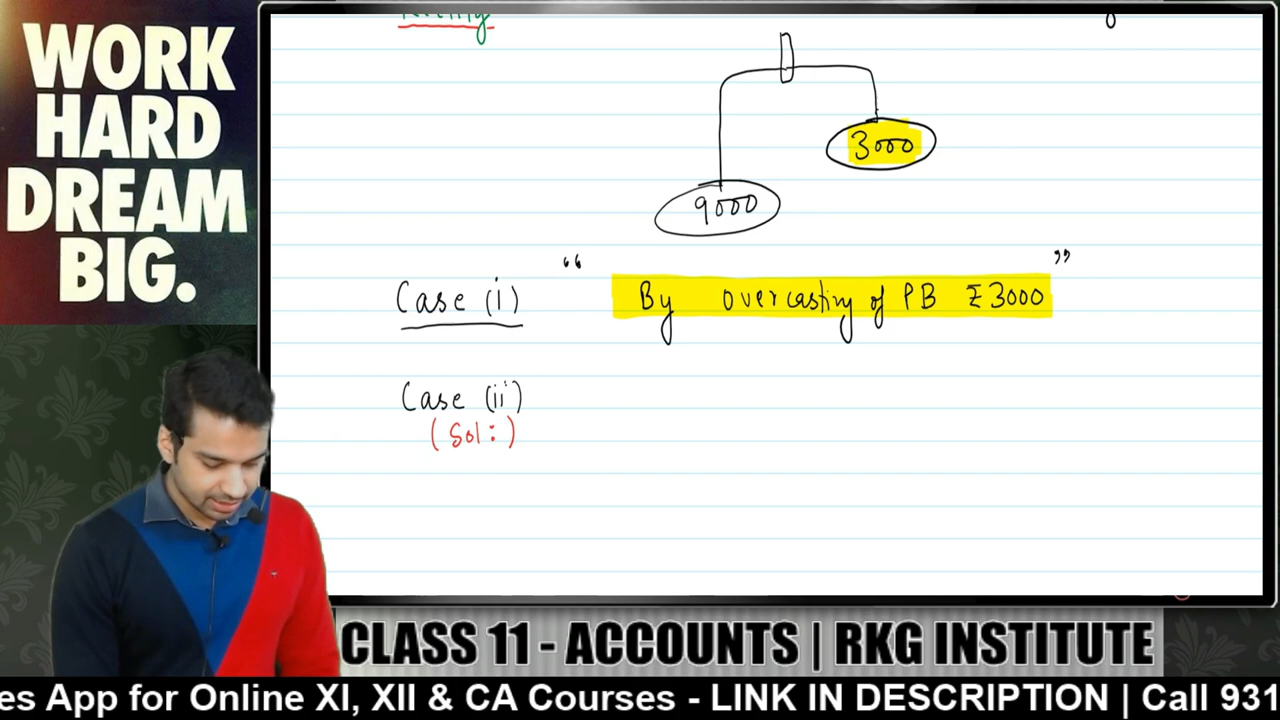 WORK
HARD
DREAM
BIG.
3000
9000
Case (i) “ By overcasting of PB ₹3000 ”
Case (ii)
(Sol:)
CLASS 11 - ACCOUNTS | RKG INSTITUTE
es App for Online XI, XII & CA Courses - LINK IN DESCRIPTION | Call 931